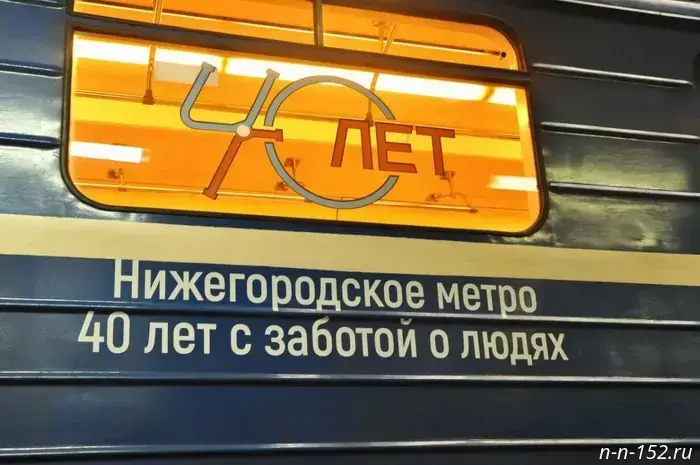 40 ЛЕТ
Нижегородское метро
40 лет с заботой о людях
n-n-152.ru